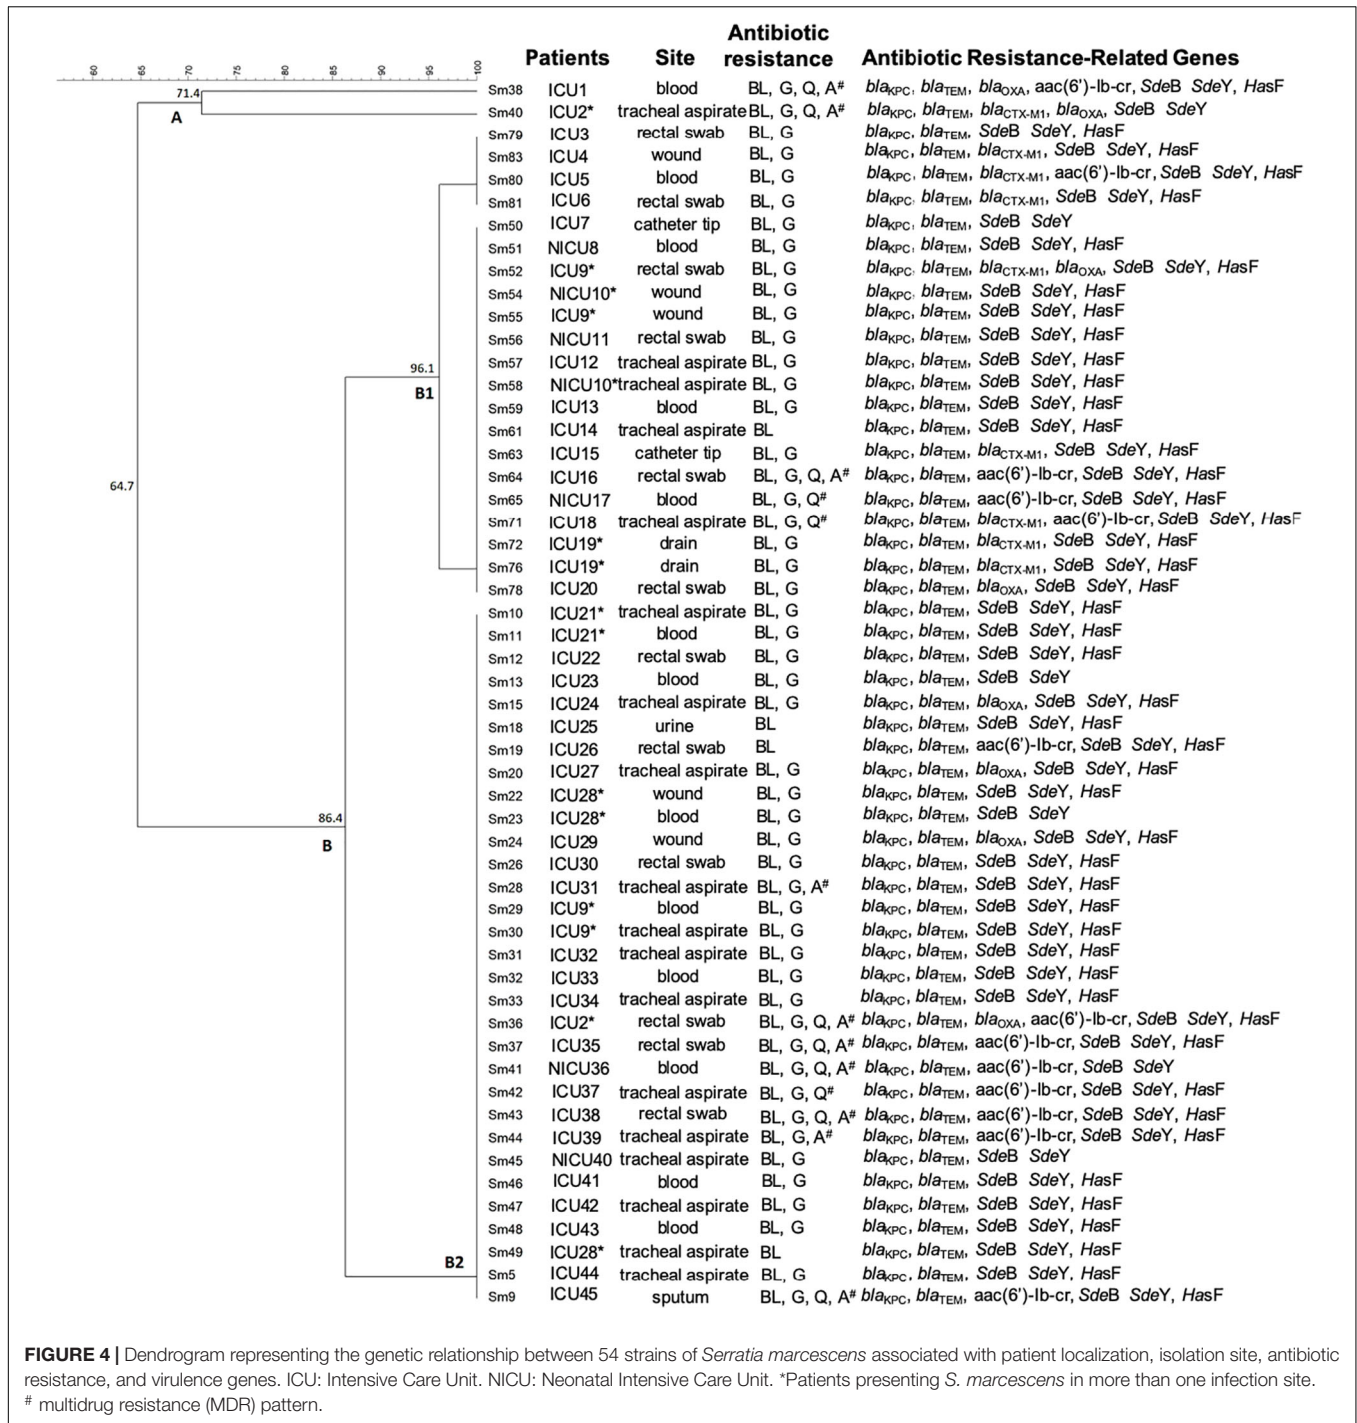 Antibiotic
Patients Site resistance Antibiotic Resistance-Related Genes
60 65 70 75 80 85 90 95 100
71.4
A
96.1
B1
64.7
86.4
B
B2
Sm38 ICU1 blood BL, G, Q, A# blaKPC, blaTEM, blaOXA, aac(6')-Ib-cr, SdeB SdeY, HasF
Sm40 ICU2* tracheal aspirate BL, G, Q, A# blaKPC, blaTEM, blaCTX-M1, blaOXA, SdeB SdeY
Sm79 ICU3 rectal swab BL, G blaKPC, blaTEM, SdeB SdeY, HasF
Sm83 ICU4 wound BL, G blaKPC, blaTEM, blaCTX-M1, SdeB SdeY, HasF
Sm80 ICU5 blood BL, G blaKPC, blaTEM, blaCTX-M1, aac(6')-Ib-cr, SdeB SdeY, HasF
Sm81 ICU6 rectal swab BL, G blaKPC, blaTEM, blaCTX-M1, SdeB SdeY, HasF
Sm50 ICU7 catheter tip BL, G blaKPC, blaTEM, SdeB SdeY
Sm51 NICU8 blood BL, G blaKPC, blaTEM, SdeB SdeY, HasF
Sm52 ICU9* rectal swab BL, G blaKPC, blaTEM, blaCTX-M1, blaOXA, SdeB SdeY, HasF
Sm54 NICU10* wound BL, G blaKPC, blaTEM, SdeB SdeY, HasF
Sm55 ICU9* wound BL, G blaKPC, blaTEM, SdeB SdeY, HasF
Sm56 NICU11 rectal swab BL, G blaKPC, blaTEM, SdeB SdeY, HasF
Sm57 ICU12 tracheal aspirate BL, G blaKPC, blaTEM, SdeB SdeY, HasF
Sm58 NICU10* tracheal aspirate BL, G blaKPC, blaTEM, SdeB SdeY, HasF
Sm59 ICU13 blood BL, G blaKPC, blaTEM, SdeB SdeY, HasF
Sm61 ICU14 tracheal aspirate BL blaKPC, blaTEM, SdeB SdeY, HasF
Sm63 ICU15 catheter tip BL, G blaKPC, blaTEM, blaCTX-M1, SdeB SdeY, HasF
Sm64 ICU16 rectal swab BL, G, Q, A# blaKPC, blaTEM, aac(6')-Ib-cr, SdeB SdeY, HasF
Sm65 NICU17 blood BL, G, Q# blaKPC, blaTEM, aac(6')-Ib-cr, SdeB SdeY, HasF
Sm71 ICU18 tracheal aspirate BL, G, Q# blaKPC, blaTEM, blaCTX-M1, aac(6')-Ib-cr, SdeB SdeY, HasF
Sm72 ICU19* drain BL, G blaKPC, blaTEM, blaCTX-M1, SdeB SdeY, HasF
Sm76 ICU19* drain BL, G blaKPC, blaTEM, blaCTX-M1, SdeB SdeY, HasF
Sm78 ICU20 rectal swab BL, G blaKPC, blaTEM, blaOXA, SdeB SdeY, HasF
Sm10 ICU21* tracheal aspirate BL, G blaKPC, blaTEM, SdeB SdeY, HasF
Sm11 ICU21* blood BL, G blaKPC, blaTEM, SdeB SdeY, HasF
Sm12 ICU22 rectal swab BL, G blaKPC, blaTEM, SdeB SdeY, HasF
Sm13 ICU23 blood BL, G blaKPC, blaTEM, SdeB SdeY
Sm15 ICU24 tracheal aspirate BL, G blaKPC, blaTEM, blaOXA, SdeB SdeY, HasF
Sm18 ICU25 urine BL blaKPC, blaTEM, SdeB SdeY, HasF
Sm19 ICU26 rectal swab BL blaKPC, blaTEM, aac(6')-Ib-cr, SdeB SdeY, HasF
Sm20 ICU27 tracheal aspirate BL, G blaKPC, blaTEM, blaOXA, SdeB SdeY, HasF
Sm22 ICU28* wound BL, G blaKPC, blaTEM, SdeB SdeY, HasF
Sm23 ICU28* blood BL, G blaKPC, blaTEM, SdeB SdeY
Sm24 ICU29 wound BL, G blaKPC, blaTEM, blaOXA, SdeB SdeY, HasF
Sm26 ICU30 rectal swab BL, G blaKPC, blaTEM, SdeB SdeY, HasF
Sm28 ICU31 tracheal aspirate BL, G, A# blaKPC, blaTEM, SdeB SdeY, HasF
Sm29 ICU9* blood BL, G blaKPC, blaTEM, SdeB SdeY, HasF
Sm30 ICU9* tracheal aspirate BL, G blaKPC, blaTEM, SdeB SdeY, HasF
Sm31 ICU32 tracheal aspirate BL, G blaKPC, blaTEM, SdeB SdeY, HasF
Sm32 ICU33 blood BL, G blaKPC, blaTEM, SdeB SdeY, HasF
Sm33 ICU34 tracheal aspirate BL, G blaKPC, blaTEM, SdeB SdeY, HasF
Sm36 ICU2* rectal swab BL, G, Q, A# blaKPC, blaTEM, blaOXA, aac(6')-Ib-cr, SdeB SdeY, HasF
Sm37 ICU35 rectal swab BL, G, Q, A# blaKPC, blaTEM, aac(6')-Ib-cr, SdeB SdeY, HasF
Sm41 NICU36 blood BL, G, Q, A# blaKPC, blaTEM, aac(6')-Ib-cr, SdeB SdeY
Sm42 ICU37 tracheal aspirate BL, G, Q# blaKPC, blaTEM, aac(6')-Ib-cr, SdeB SdeY, HasF
Sm43 ICU38 rectal swab BL, G, Q, A# blaKPC, blaTEM, aac(6')-Ib-cr, SdeB SdeY, HasF
Sm44 ICU39 tracheal aspirate BL, G, A# blaKPC, blaTEM, aac(6')-Ib-cr, SdeB SdeY, HasF
Sm45 NICU40 tracheal aspirate BL, G blaKPC, blaTEM, SdeB SdeY
Sm46 ICU41 blood BL, G blaKPC, blaTEM, SdeB SdeY, HasF
Sm47 ICU42 tracheal aspirate BL, G blaKPC, blaTEM, SdeB SdeY, HasF
Sm48 ICU43 blood BL, G blaKPC, blaTEM, SdeB SdeY, HasF
Sm49 ICU28* tracheal aspirate BL blaKPC, blaTEM, SdeB SdeY, HasF
Sm5 ICU44 tracheal aspirate BL, G blaKPC, blaTEM, SdeB SdeY, HasF
Sm9 ICU45 sputum BL, G, Q, A# blaKPC, blaTEM, aac(6')-Ib-cr, SdeB SdeY, HasF
FIGURE 4 | Dendrogram representing the genetic relationship between 54 strains of Serratia marcescens associated with patient localization, isolation site, antibiotic
resistance, and virulence genes. ICU: Intensive Care Unit. NICU: Neonatal Intensive Care Unit. *Patients presenting S. marcescens in more than one infection site.
# multidrug resistance (MDR) pattern.